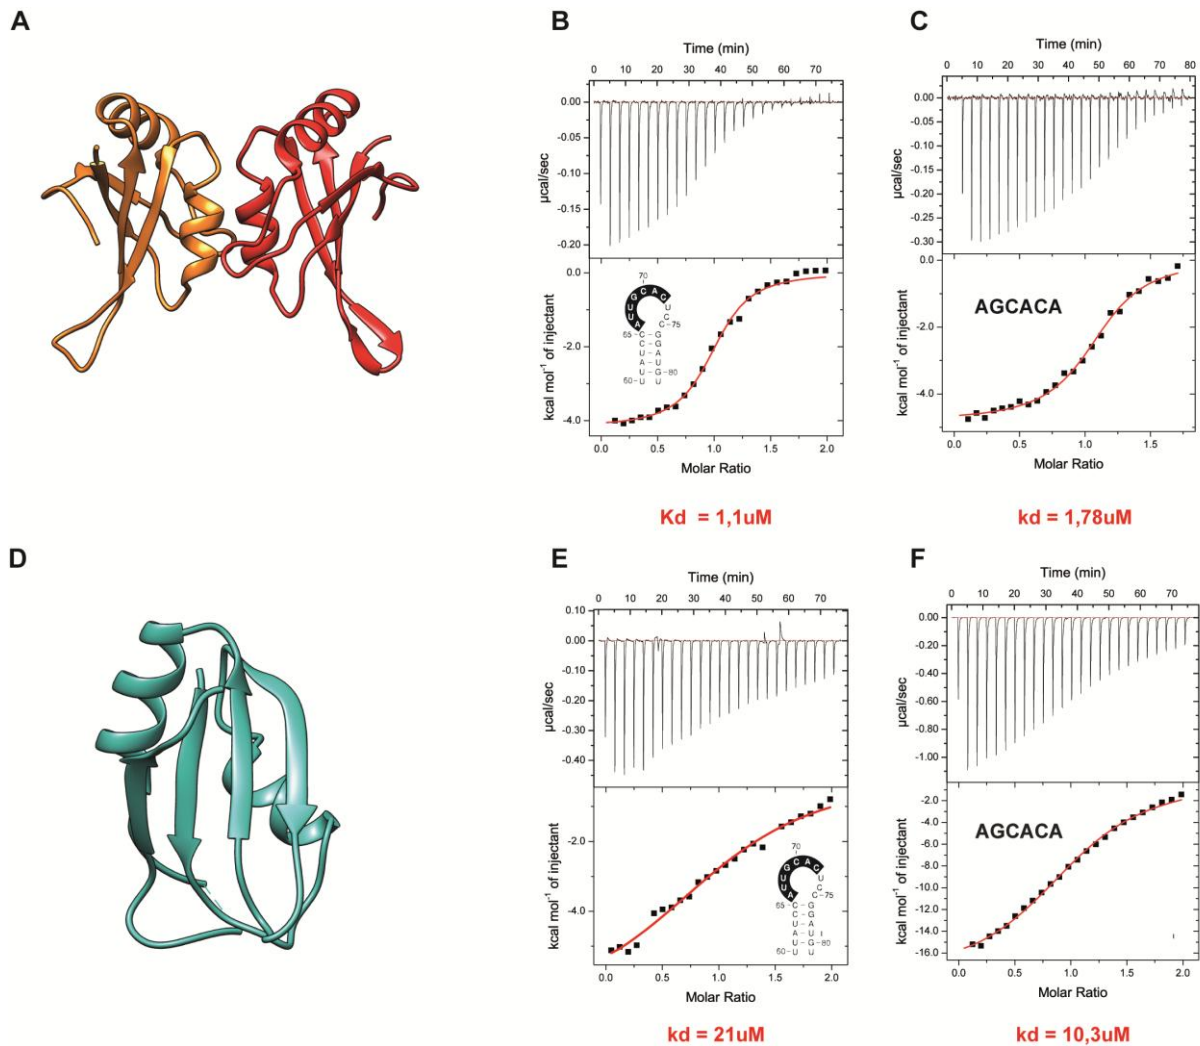 A
B
Time (min)
0 10 20 30 40 50 60 70
0.00
-0.05
-0.10
-0.15
-0.20
µcal/sec
0.0
-2.0
-4.0
kcal mol⁻¹ of injectant
70
A U U G C A C U C C
55
75
C - G
C - G
U - A
A - U
U - G
U U
50
80
0.0 0.5 1.0 1.5 2.0
Molar Ratio
Kd = 1,1uM
C
Time (min)
0 10 20 30 40 50 60 70 80
0.00
-0.05
-0.10
-0.15
-0.20
-0.25
-0.30
µcal/sec
0.0
-2.0
-4.0
kcal mol⁻¹ of injectant
AGCACA
0.0 0.5 1.0 1.5
Molar Ratio
kd = 1,78uM
D
E
Time (min)
0 10 20 30 40 50 60 70
0.10
0.00
-0.10
-0.20
-0.30
-0.40
µcal/sec
-2.0
-4.0
kcal mol⁻¹ of injectant
70
A U U G C A C U C C
55
75
C - G
C - G
U - A
A - U
U - G
U U
50
80
0.0 0.5 1.0 1.5 2.0
Molar Ratio
kd = 21uM
F
Time (min)
0 10 20 30 40 50 60 70
0.00
-0.20
-0.40
-0.60
-0.80
-1.00
µcal/sec
-2.0
-4.0
-6.0
-8.0
-10.0
-12.0
-14.0
-16.0
kcal mol⁻¹ of injectant
AGCACA
0.0 0.5 1.0 1.5 2.0
Molar Ratio
kd = 10,3uM